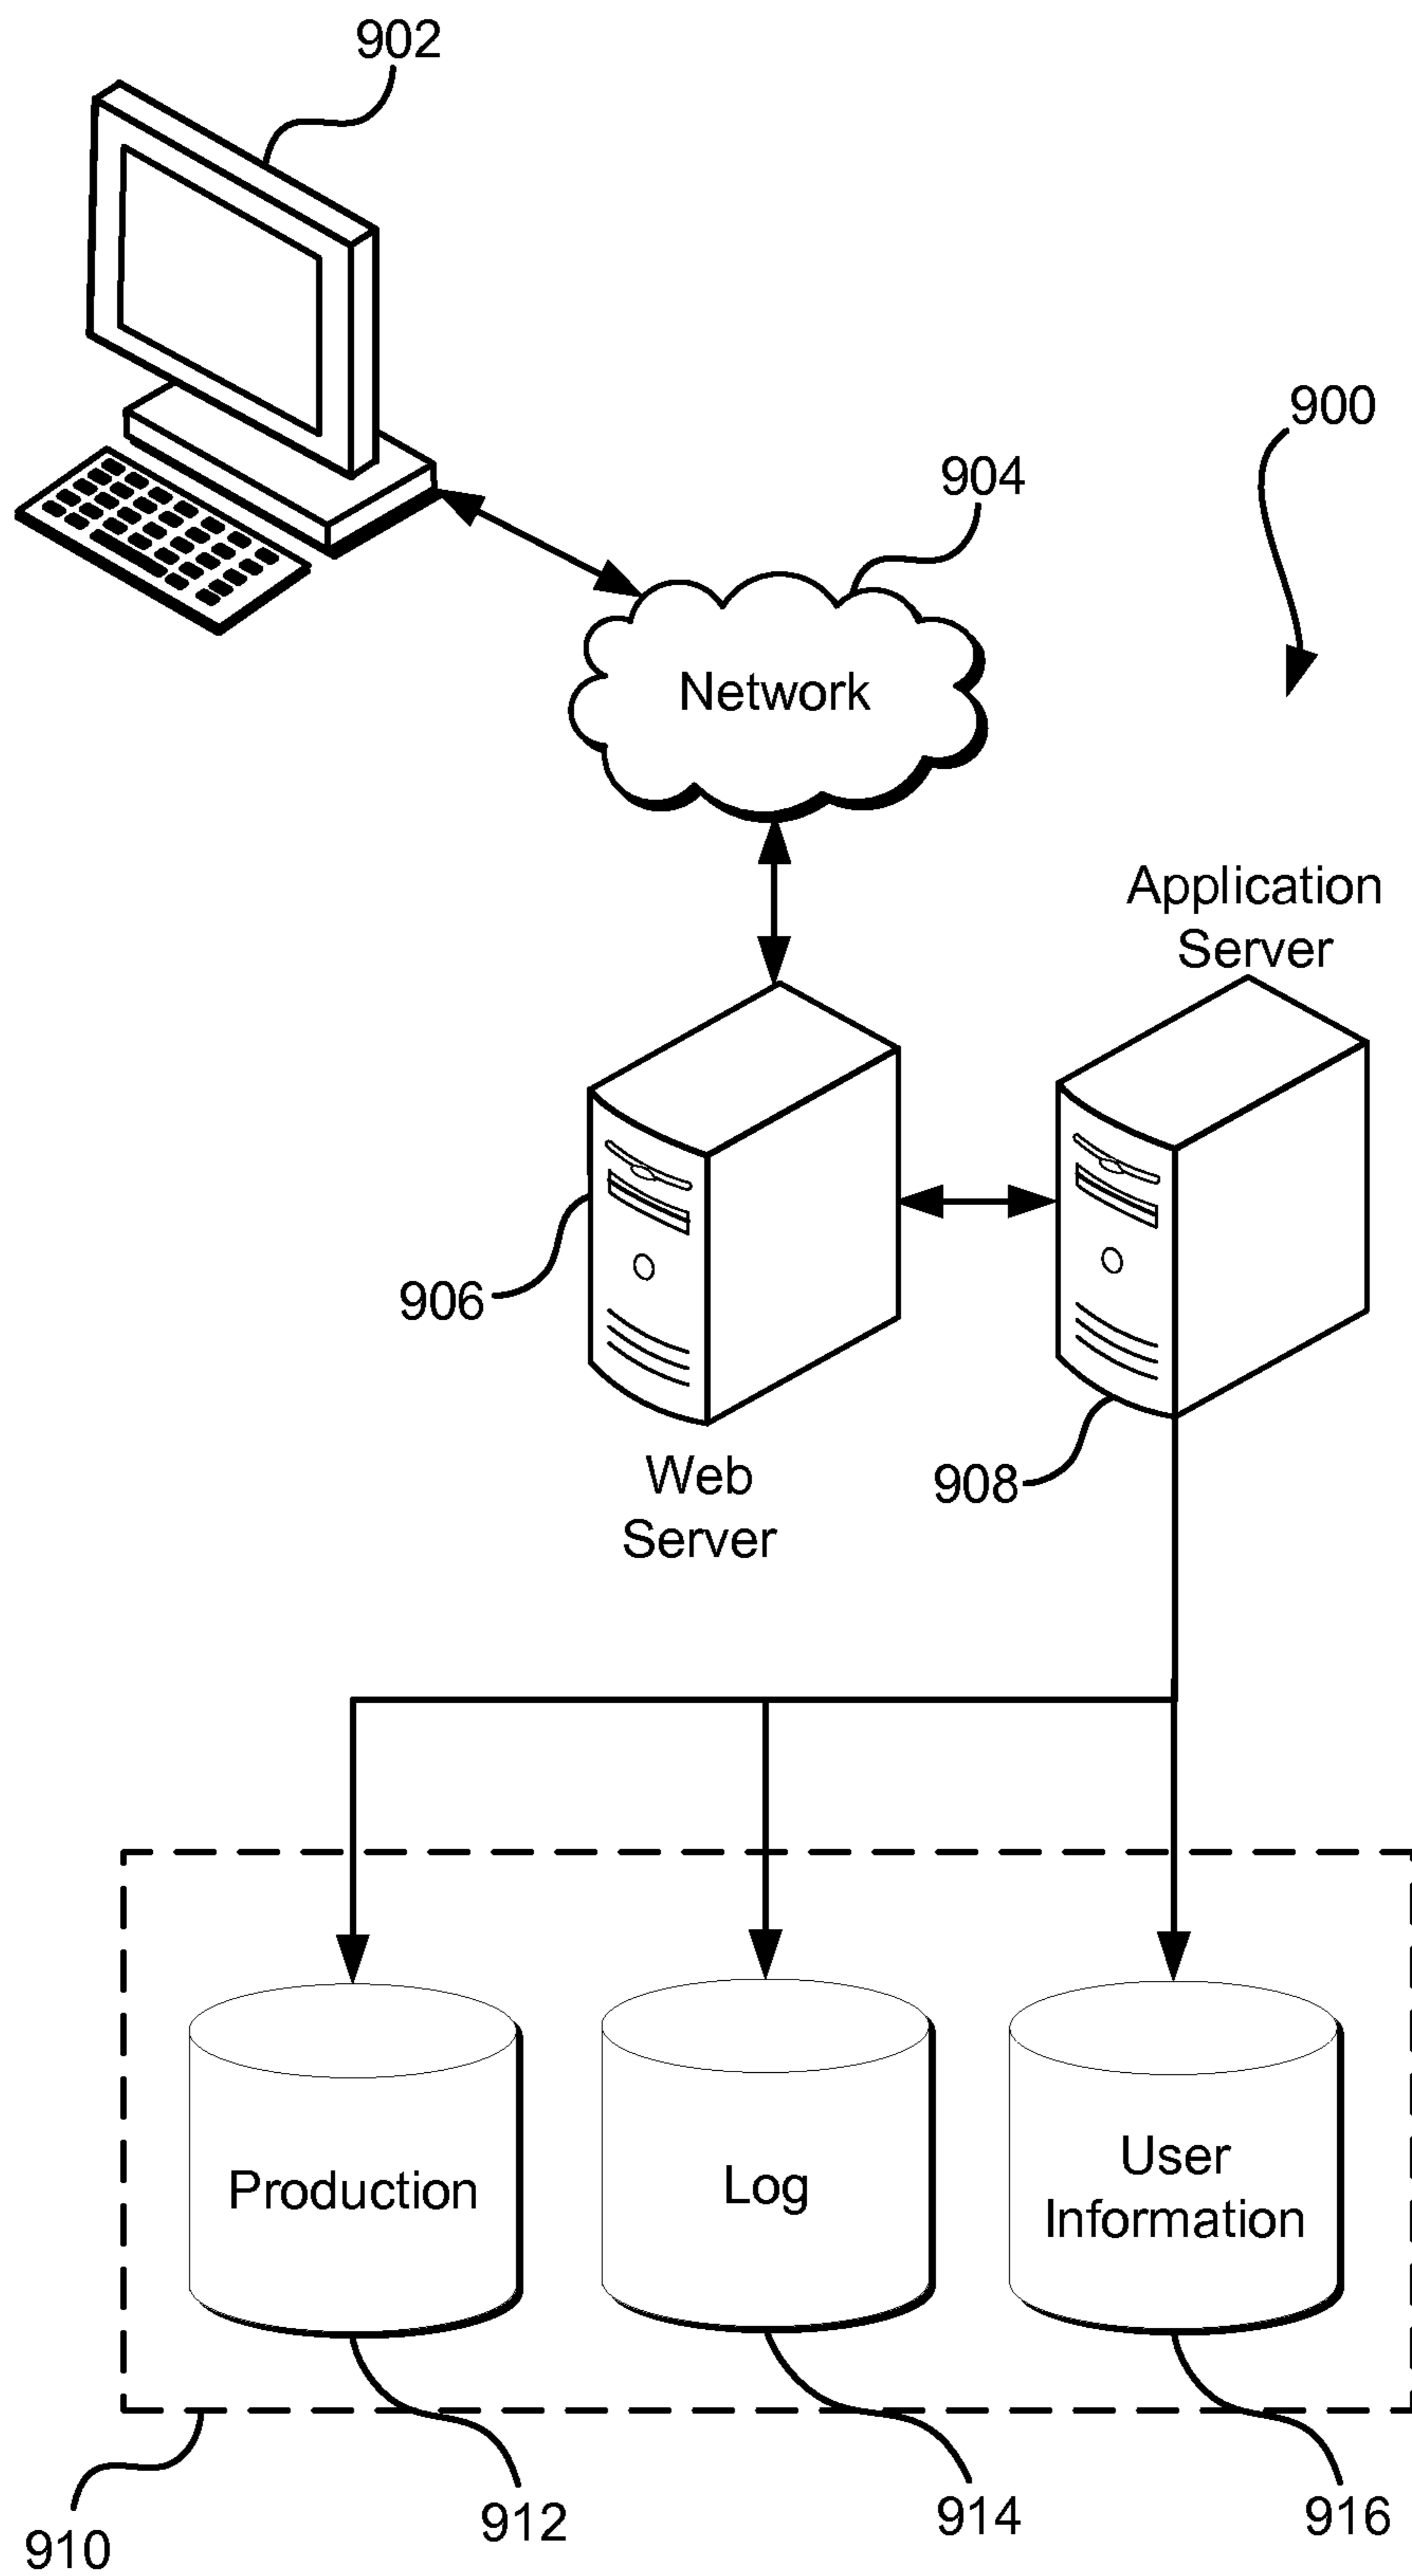 902
900
904
Network
Application
Server
906
908
Web
Server
Production
Log
User
Information
910
912
914
916